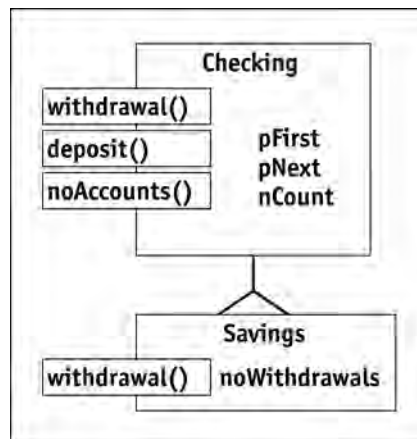 Checking
withdrawal()
deposit()
noAccounts()
pFirst
pNext
nCount
Savings
withdrawal() noWithdrawals